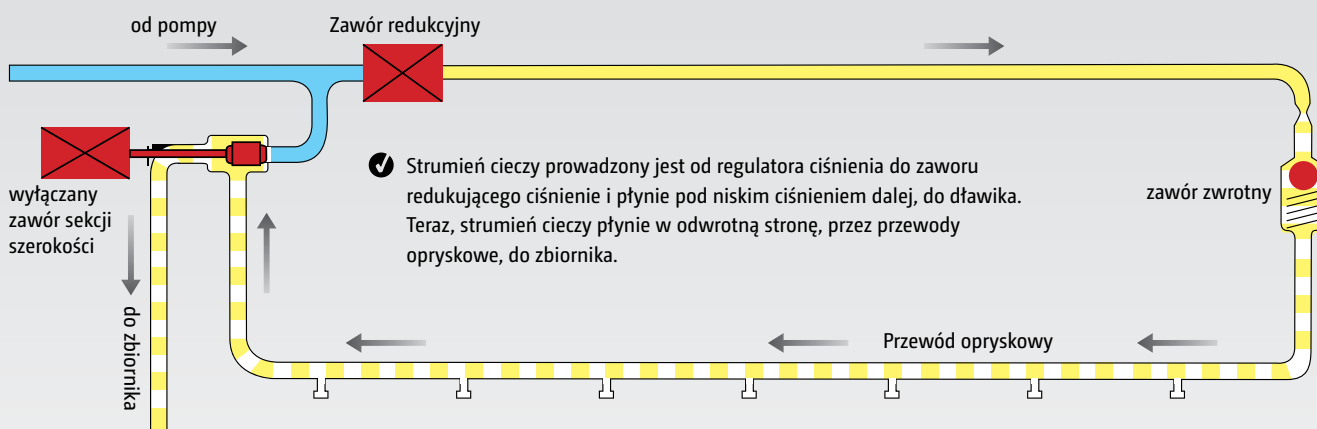 od pompy
Zawór redukcyjny
wyłączany
zawór sekcji
szerokości
do zbiornika
Strumień cieczy prowadzony jest od regulatora ciśnienia do zaworu
redukującego ciśnienie i płynie pod niskim ciśnieniem dalej, do dławika.
Teraz, strumień cieczy płynie w odwrotną stronę, przez przewody
opryskowe, do zbiornika.
zawór zwrotny
Przewód opryskowy